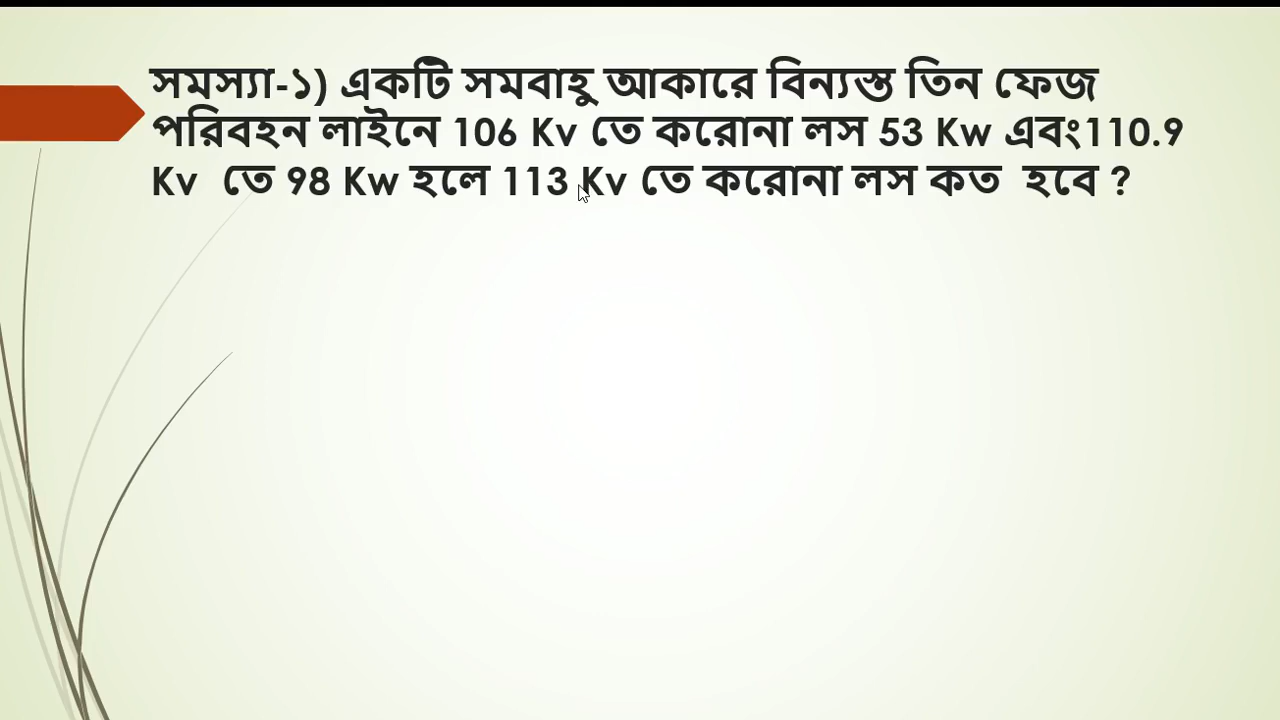 সমস্যা-১) একটি সমবাহু আকারে বিন্যস্ত তিন ফেজ
পরিবহন লাইনে 106 Kv তে করোনা লস 53 Kw এবং110.9
Kv তে 98 Kw হলে 113 Kv তে করোনা লস কত হবে ?